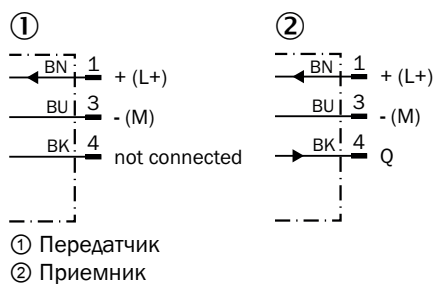 ① ②
BN 1 + (L+) BN 1 + (L+)
BU 3 - (M) BU 3 - (M)
BK 4 not connected BK 4 Q
① Передатчик
② Приемник